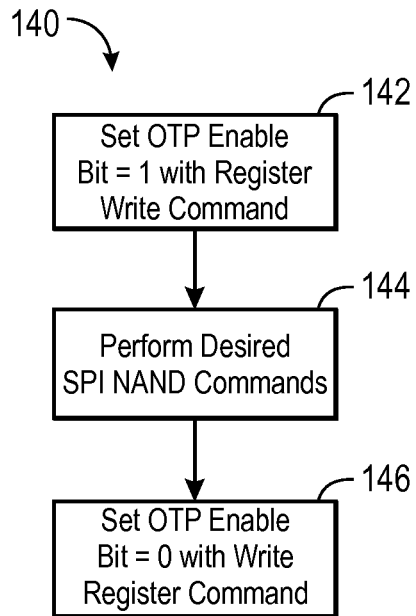 140
142
Set OTP Enable
Bit = 1 with Register
Write Command
144
Perform Desired
SPI NAND Commands
146
Set OTP Enable
Bit = 0 with Write
Register Command